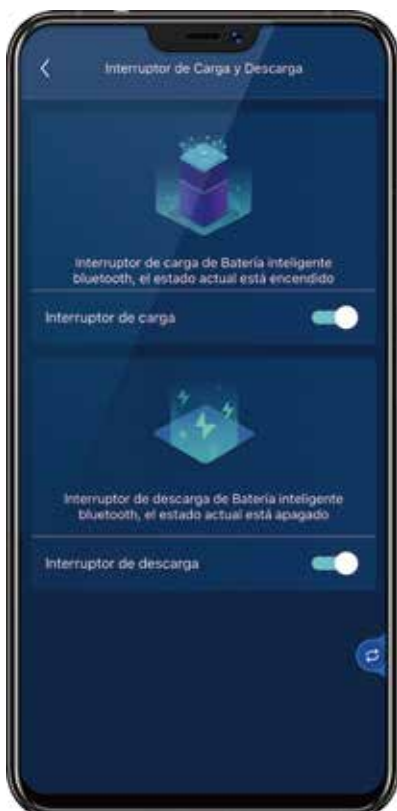 Interruptor de Carga y Descarga
Interruptor de carga de Batería inteligente
bluetooth, el estado actual está encendido
Interruptor de carga
Interruptor de descarga de Batería inteligente
bluetooth, el estado actual está apagado
Interruptor de descarga